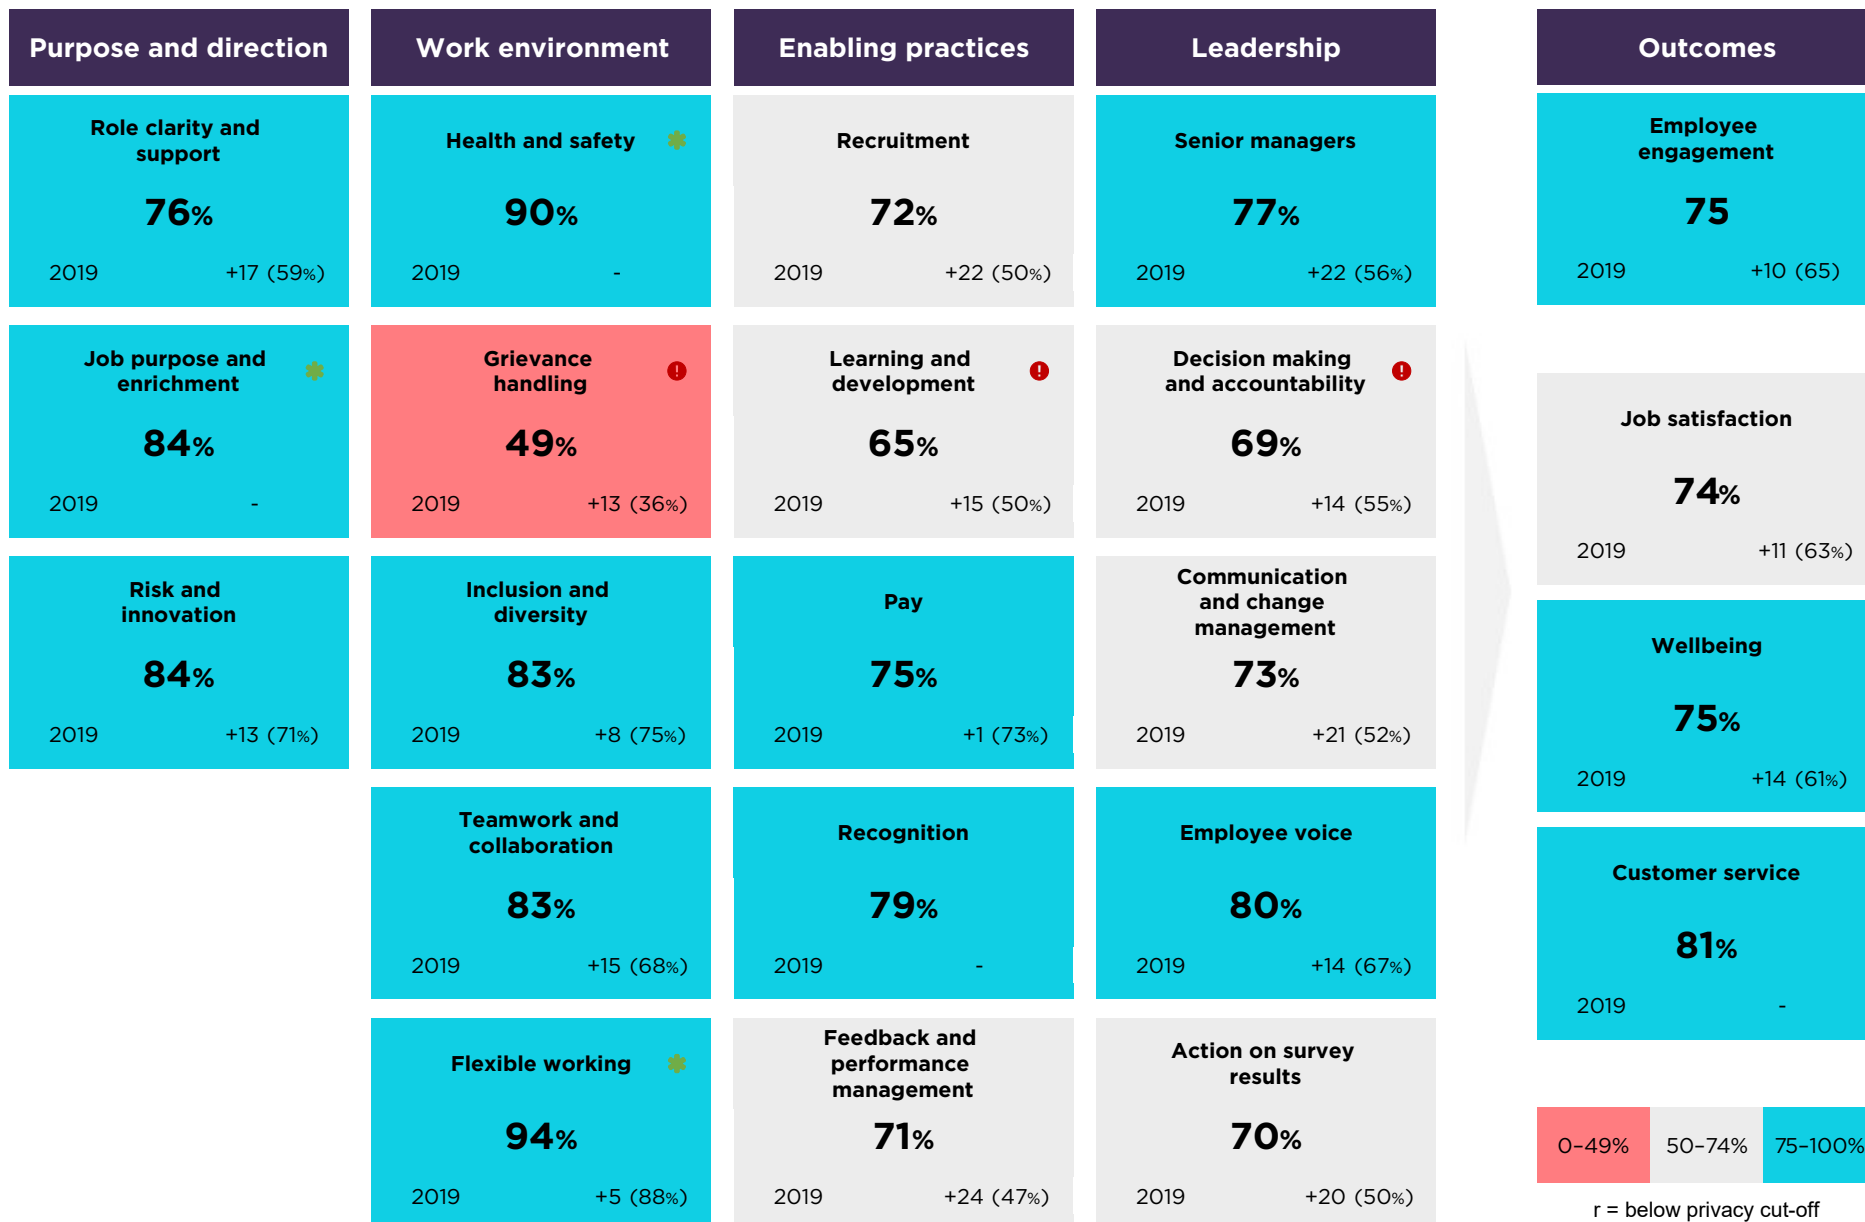 Purpose and direction
Role clarity and
support
76%
2019 +17 (59%)
Job purpose and
enrichment
84%
2019 -
Risk and
innovation
84%
2019 +13 (71%)
Work environment
Health and safety
90%
2019 -
Grievance
handling
49%
2019 +13 (36%)
Inclusion and
diversity
83%
2019 +8 (75%)
Teamwork and
collaboration
83%
2019 +15 (68%)
Flexible working
94%
2019 +5 (88%)
Enabling practices
Recruitment
72%
2019 +22 (50%)
Learning and
development
65%
2019 +15 (50%)
Pay
75%
2019 +1 (73%)
Recognition
79%
2019 -
Feedback and
performance
management
71%
2019 +24 (47%)
Leadership
Senior managers
77%
2019 +22 (56%)
Decision making
and accountability
69%
2019 +14 (55%)
Communication
and change
management
73%
2019 +21 (52%)
Employee voice
80%
2019 +14 (67%)
Action on survey
results
70%
2019 +20 (50%)
Outcomes
Employee
engagement
75
2019 +10 (65)
Job satisfaction
74%
2019 +11 (63%)
Wellbeing
75%
2019 +14 (61%)
Customer service
81%
2019 -
0–49% 50–74% 75–100%
r = below privacy cut-off